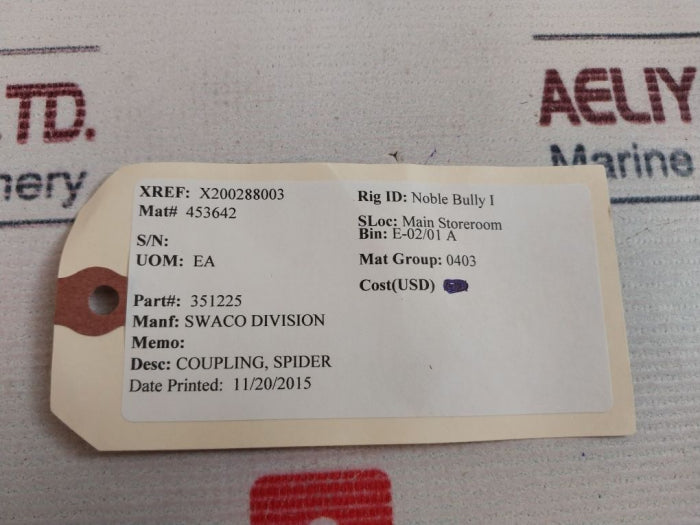 .TD.
nery
AELIY
Marine
XREF: X200288003
Mat# 453642
S/N:
UOM: EA
Part#: 351225
Manf: SWACO DIVISION
Memo:
Desc: COUPLING, SPIDER
Date Printed: 11/20/2015
Rig ID: Noble Bully I
SLoc: Main Storeroom
Bin: E-02/01 A
Mat Group: 0403
Cost(USD)